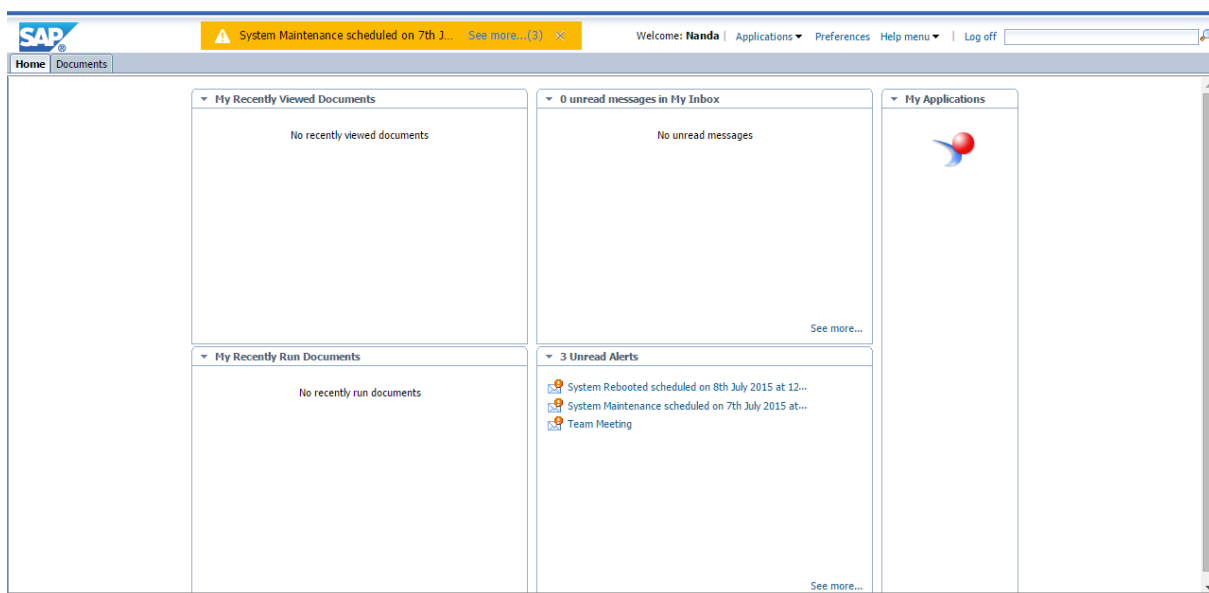 SAP®
System Maintenance scheduled on 7th J... See more...(3) ×
Welcome: Nanda | Applications ▾ Preferences Help menu ▾ | Log off
Home Documents
My Recently Viewed Documents
No recently viewed documents
0 unread messages in My Inbox
No unread messages
See more...
My Applications
My Recently Run Documents
No recently run documents
3 Unread Alerts
System Rebooted scheduled on 8th July 2015 at 12...
System Maintenance scheduled on 7th July 2015 at...
Team Meeting
See more...